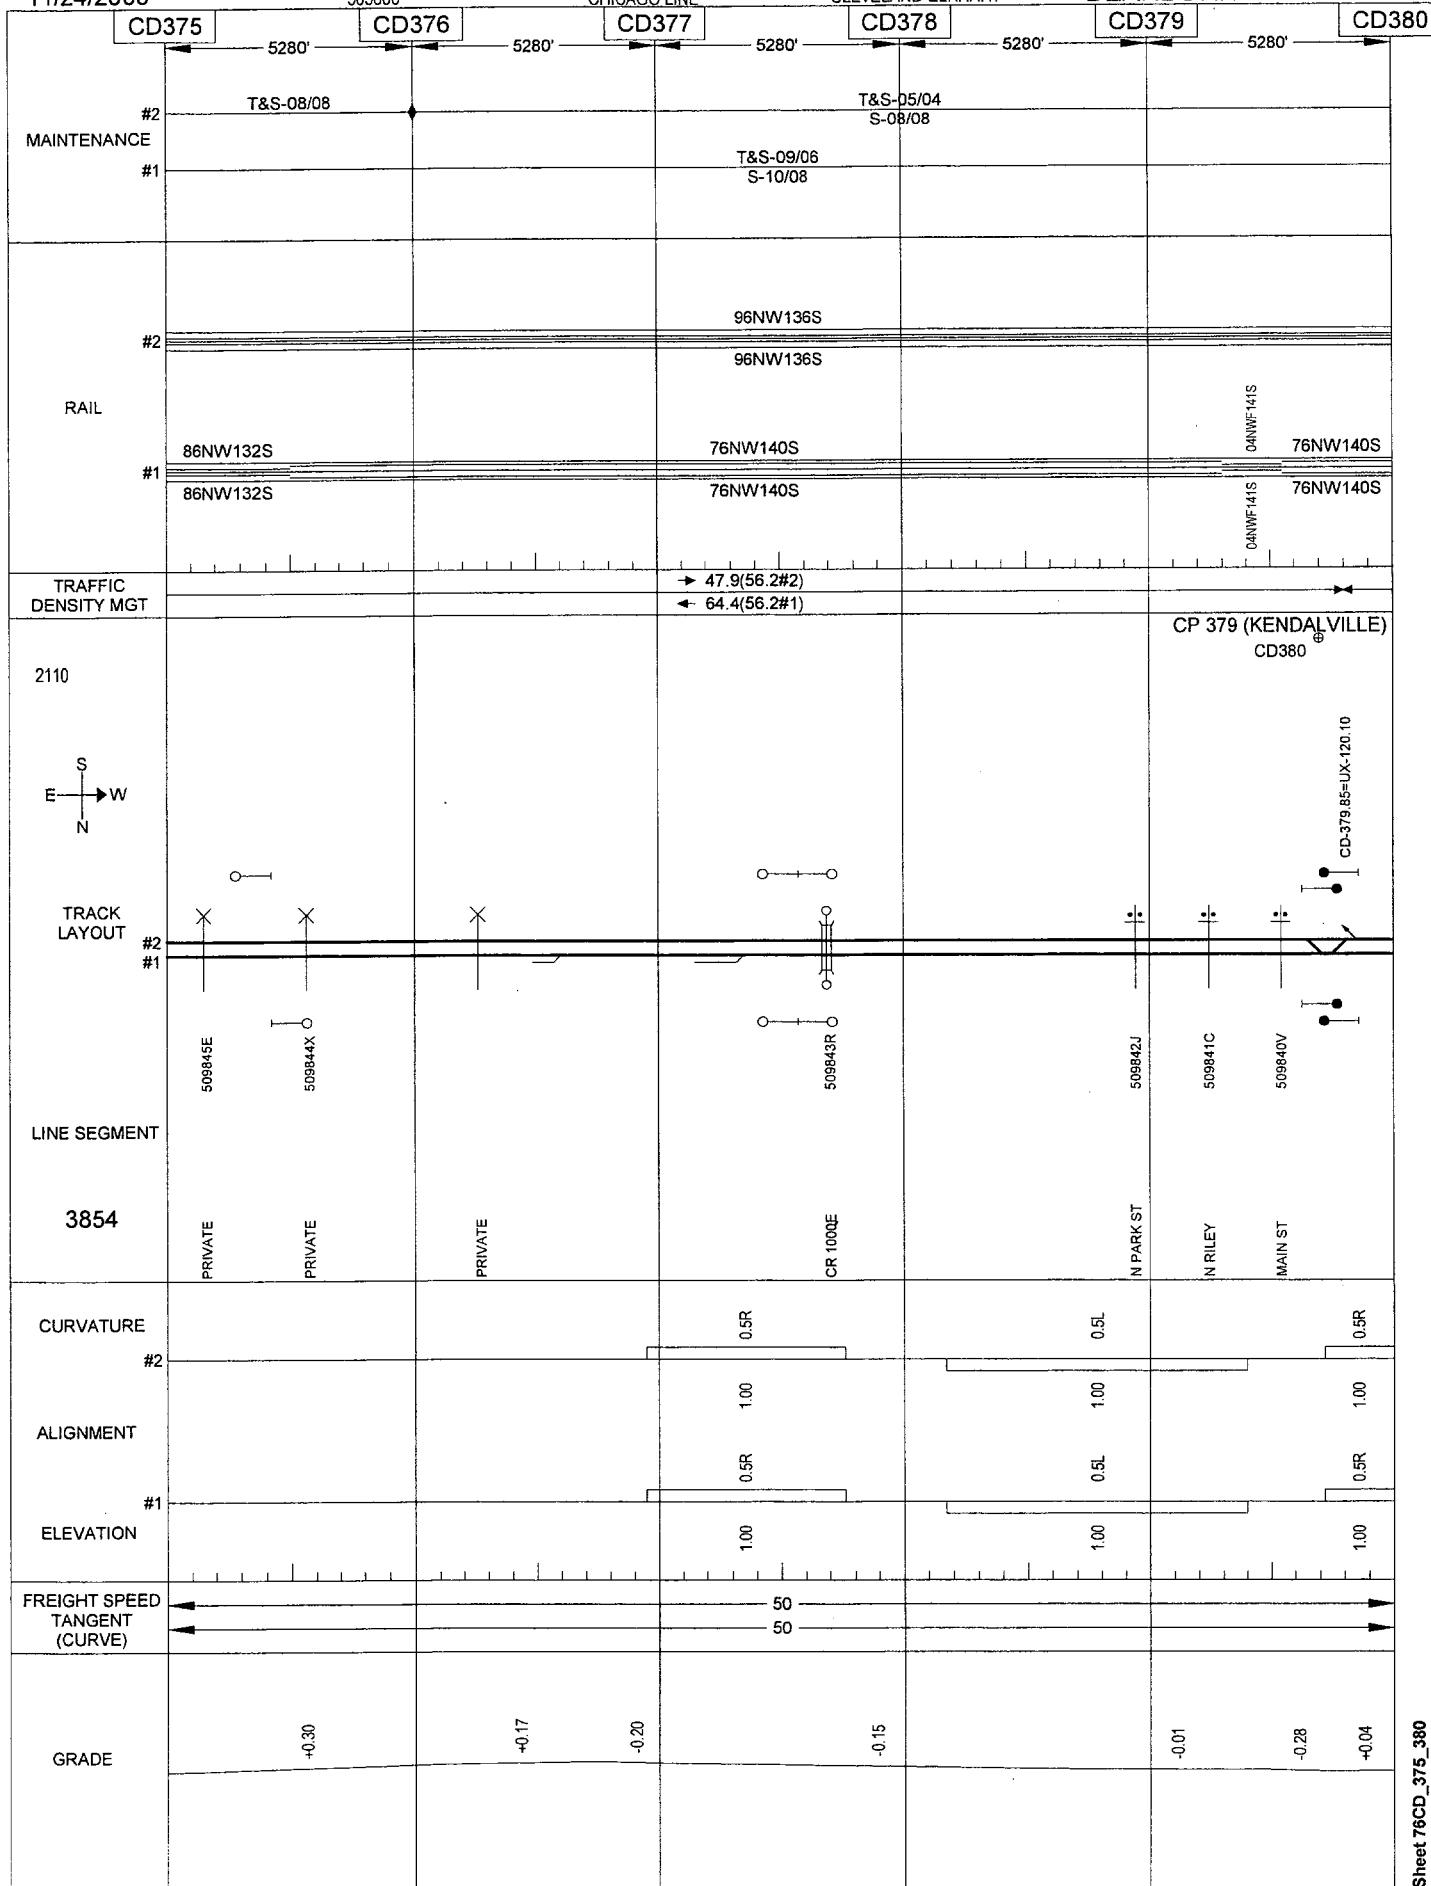 CHICAGO LINE
CD375 CD376 CD377 CD378 CD379 CD380
5280' 5280' 5280' 5280' 5280'
T&S-08/08 T&S-05/04
#2
S-08/08
MAINTENANCE
T&S-09/06
#1
S-10/08
96NW136S
#2
96NW136S
RAIL
04NWF141S
86NW132S 76NW140S 76NW140S
#1
86NW132S 76NW140S 76NW140S
04NWF141S
TRAFFIC
DENSITY MGT
47.9(56.2#2)
64.4(56.2#1)
CP 379 (KENDALVILLE)
CD380
2110
S
E W
N
CD-379.85=UX-120.10
TRACK
LAYOUT
#2
#1
509845E
509844X
509843R
509842J
509841C
509840V
LINE SEGMENT
3854
PRIVATE
PRIVATE
PRIVATE
CR 1000E
N PARK ST
N RILEY
MAIN ST
CURVATURE
0.5R 0.5L 0.5R
#2
1.00 1.00 1.00
ALIGNMENT
0.5R 0.5L 0.5R
#1
ELEVATION
1.00 1.00 1.00
FREIGHT SPEED
TANGENT
(CURVE)
50
50
GRADE
+0.30 +0.17 -0.20 -0.15 -0.01 -0.28 +0.04
Sheet 76CD_375_380